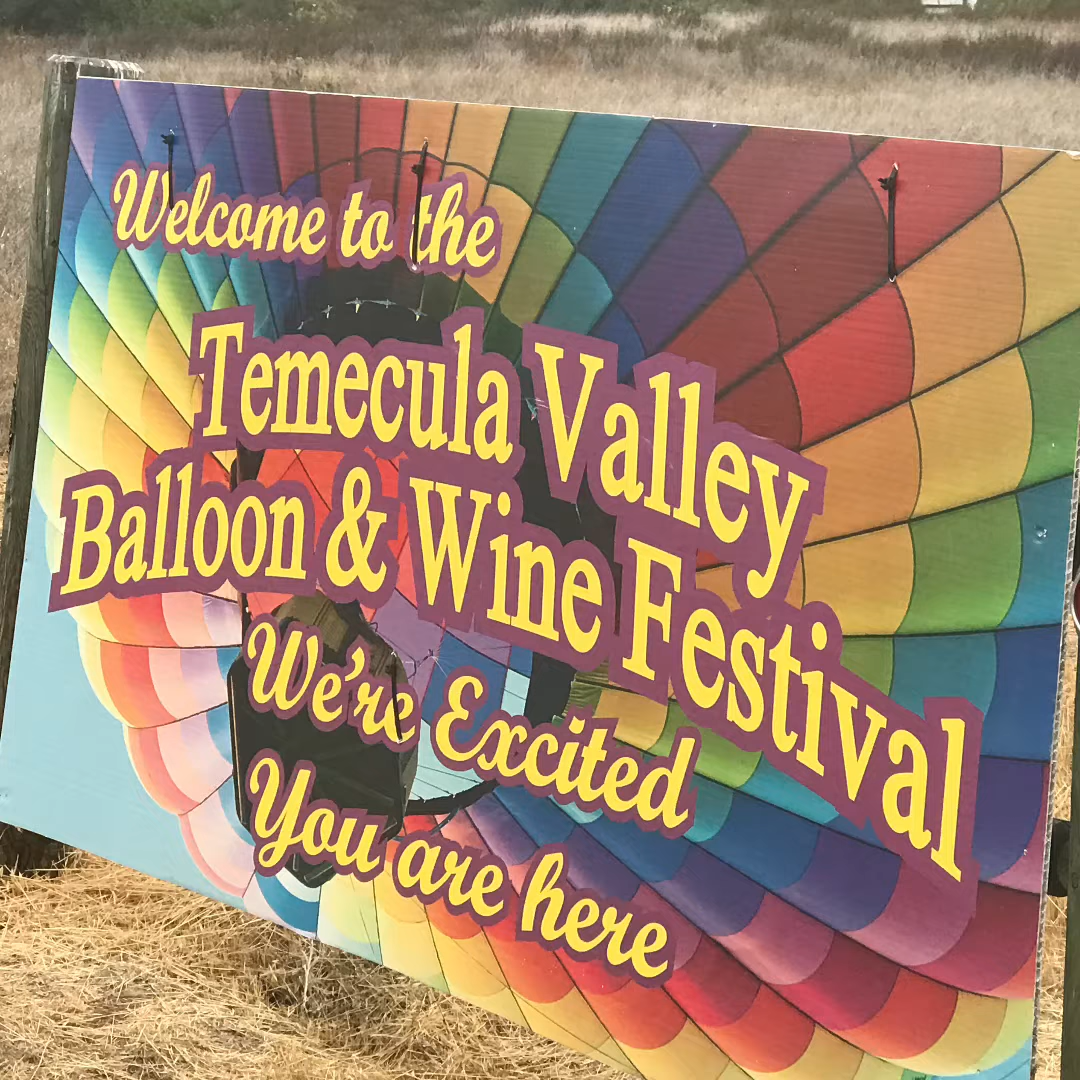 Welcome to the
Temecula Valley
Balloon & Wine Festival
We're Excited
You are here